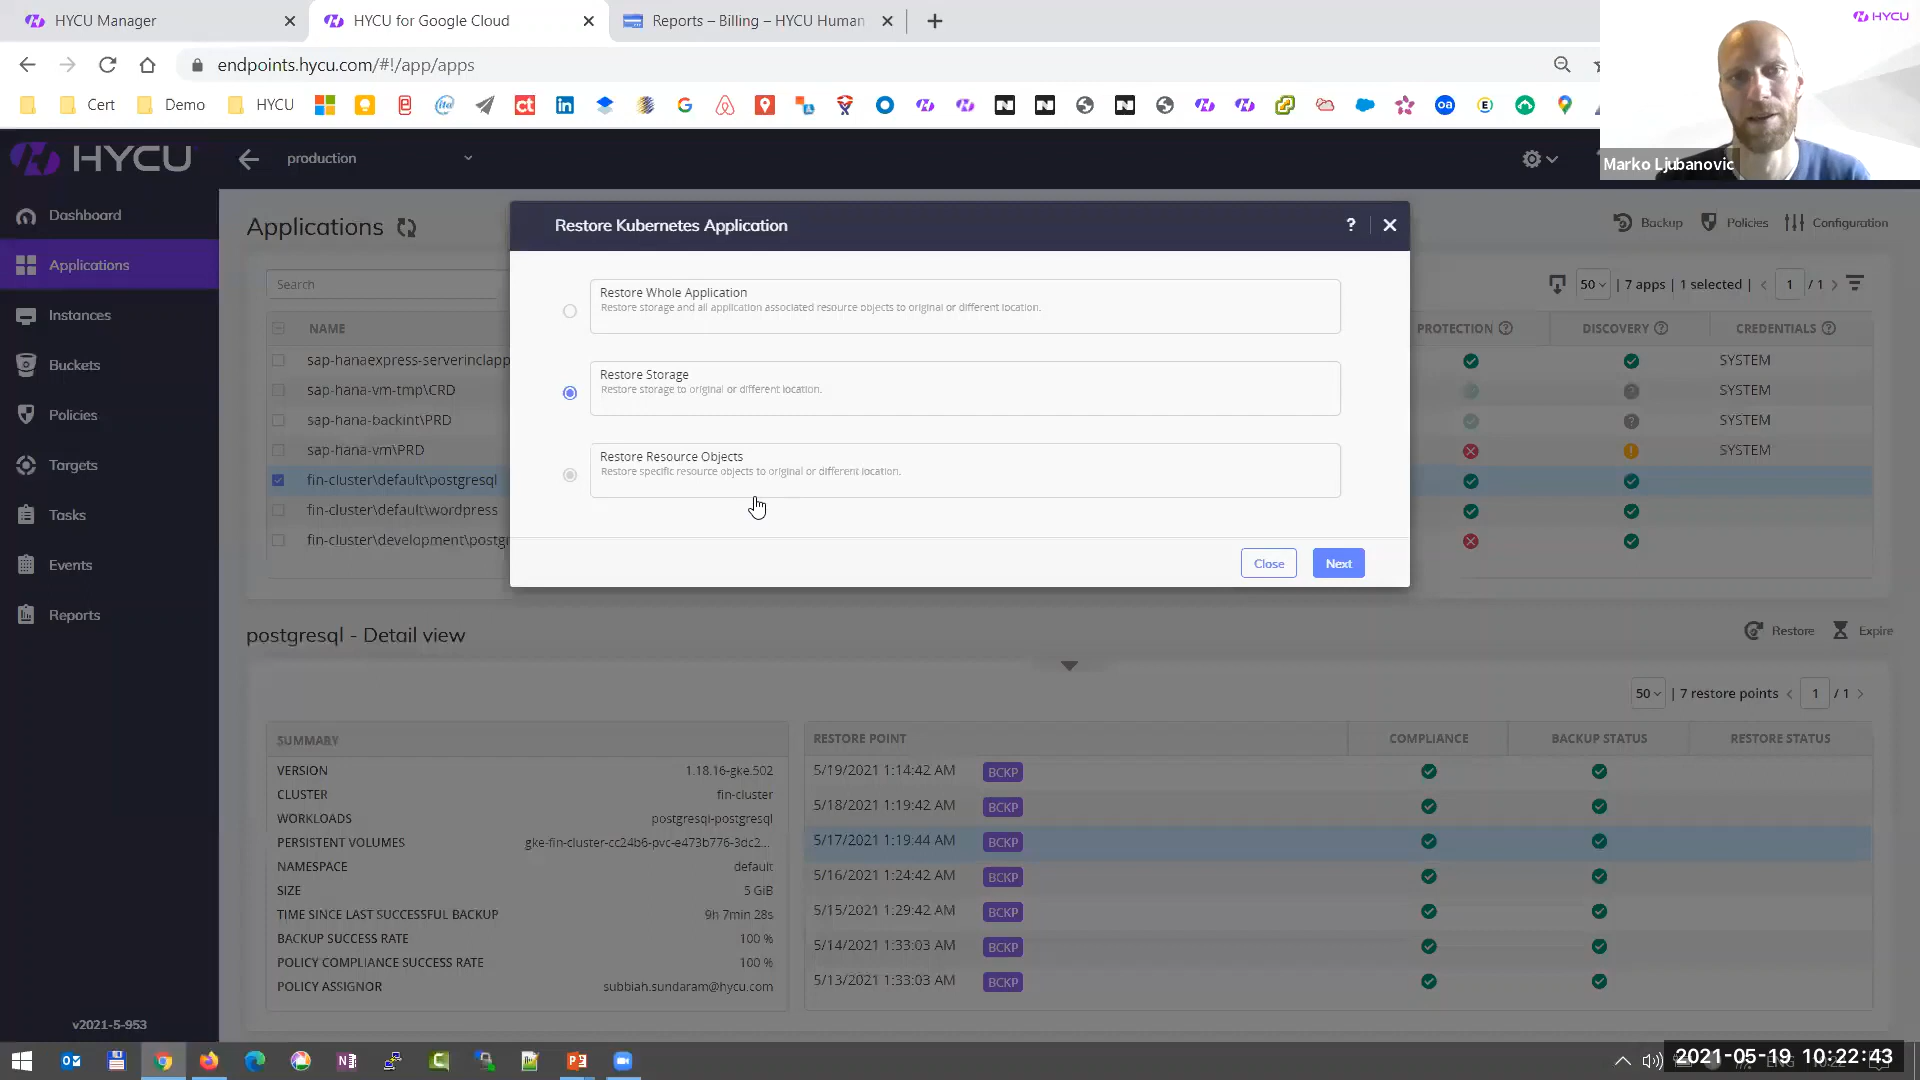 HYCU Manager
HYCU for Google Cloud
Reports – Billing – HYCU Human
HYCU
endpoints.hycu.com/#!/app/apps
Cert
Demo
HYCU
Marko Ljubanovic
HYCU
production
Dashboard
Applications
Instances
Buckets
Policies
Targets
Tasks
Events
Reports
v2021-5-953
Applications
Backup
Policies
Configuration
Search
50 | 7 apps | 1 selected | < 1 / 1 >
NAME
PROTECTION
DISCOVERY
CREDENTIALS
sap-hanaexpress-serverinclapp
SYSTEM
sap-hana-vm-tmp\CRD
SYSTEM
sap-hana-backint\PRD
SYSTEM
sap-hana-vm\PRD
SYSTEM
fin-cluster\default\postgresql
fin-cluster\default\wordpress
fin-cluster\development\postg
Restore Kubernetes Application
?
Restore Whole Application
Restore storage and all application associated resource objects to original or different location.
Restore Storage
Restore storage to original or different location.
Restore Resource Objects
Restore specific resource objects to original or different location.
Close
Next
postgresql - Detail view
Restore
Expire
50 | 7 restore points < 1 / 1 >
SUMMARY
VERSION 1.18.16-gke.502
CLUSTER fin-cluster
WORKLOADS postgresql-postgresql
PERSISTENT VOLUMES gke-fin-cluster-cc24b6-pvc-e473b776-3dc2...
NAMESPACE default
SIZE 5 GiB
TIME SINCE LAST SUCCESSFUL BACKUP 9h 7min 28s
BACKUP SUCCESS RATE 100 %
POLICY COMPLIANCE SUCCESS RATE 100 %
POLICY ASSIGNOR subbiah.sundaram@hycu.com
RESTORE POINT COMPLIANCE BACKUP STATUS RESTORE STATUS
5/19/2021 1:14:42 AM BCKP
5/18/2021 1:19:42 AM BCKP
5/17/2021 1:19:44 AM BCKP
5/16/2021 1:24:42 AM BCKP
5/15/2021 1:29:42 AM BCKP
5/14/2021 1:33:03 AM BCKP
5/13/2021 1:33:03 AM BCKP
2021-05-19 10:22:43